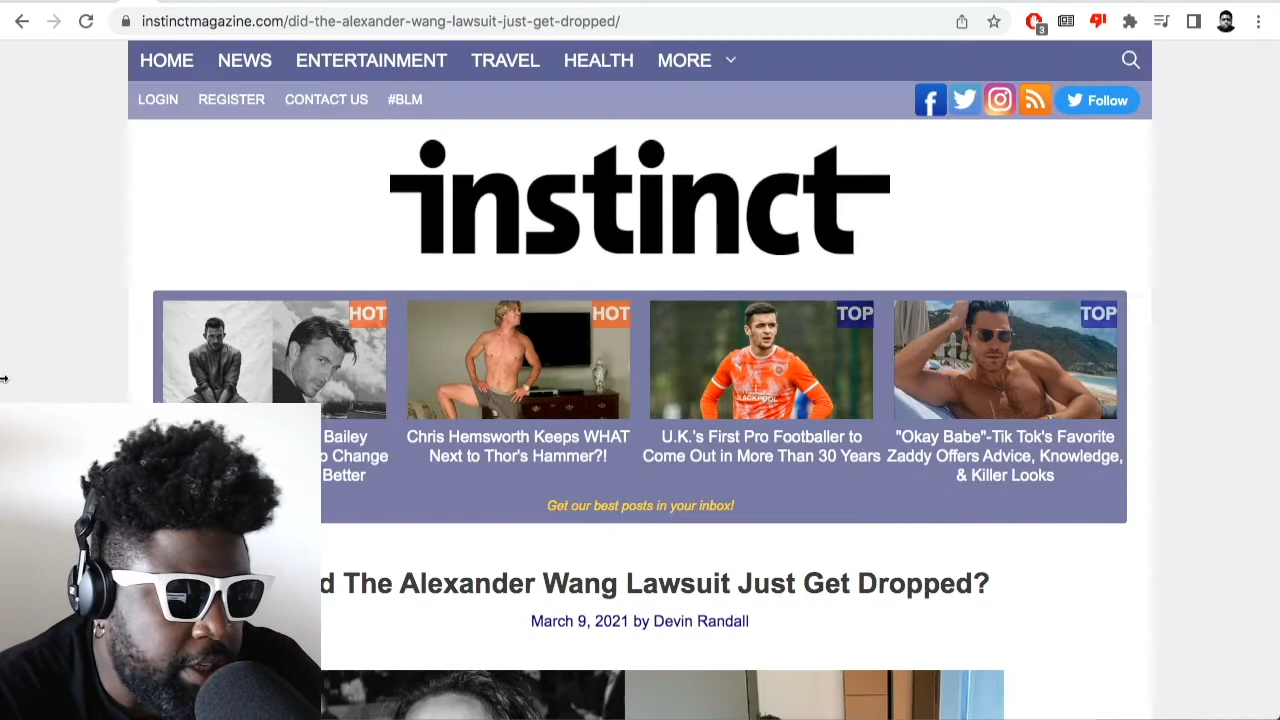 instinctmagazine.com/did-the-alexander-wang-lawsuit-just-get-dropped/
3
HOME NEWS ENTERTAINMENT TRAVEL HEALTH MORE
LOGIN REGISTER CONTACT US #BLM
Follow
instinct
HOT HOT TOP TOP
Bailey
o Change
Better
Chris Hemsworth Keeps WHAT
Next to Thor's Hammer?!
BLACKPOOL
U.K.'s First Pro Footballer to
Come Out in More Than 30 Years
"Okay Babe"-Tik Tok's Favorite
Zaddy Offers Advice, Knowledge,
& Killer Looks
Get our best posts in your inbox!
d The Alexander Wang Lawsuit Just Get Dropped?
March 9, 2021 by Devin Randall